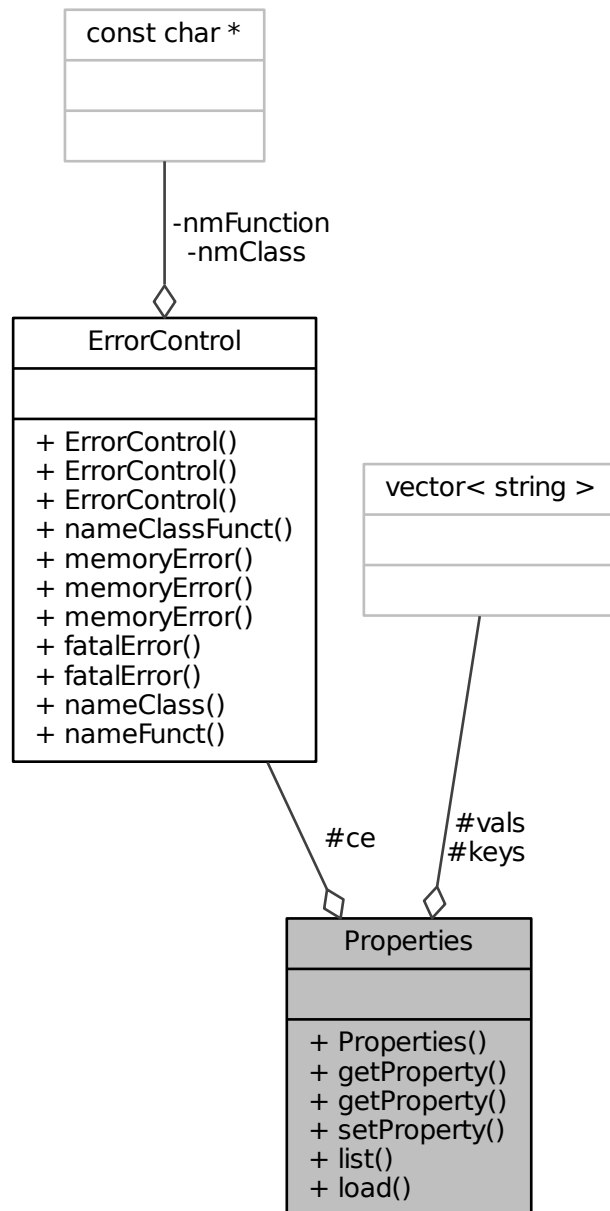 const char *
-nmFunction
-nmClass
ErrorControl
+ ErrorControl()
+ ErrorControl()
+ ErrorControl()
+ nameClassFunct()
+ memoryError()
+ memoryError()
+ memoryError()
+ fatalError()
+ fatalError()
+ nameClass()
+ nameFunct()
vector< string >
#ce
#vals
#keys
Properties
+ Properties()
+ getProperty()
+ getProperty()
+ setProperty()
+ list()
+ load()